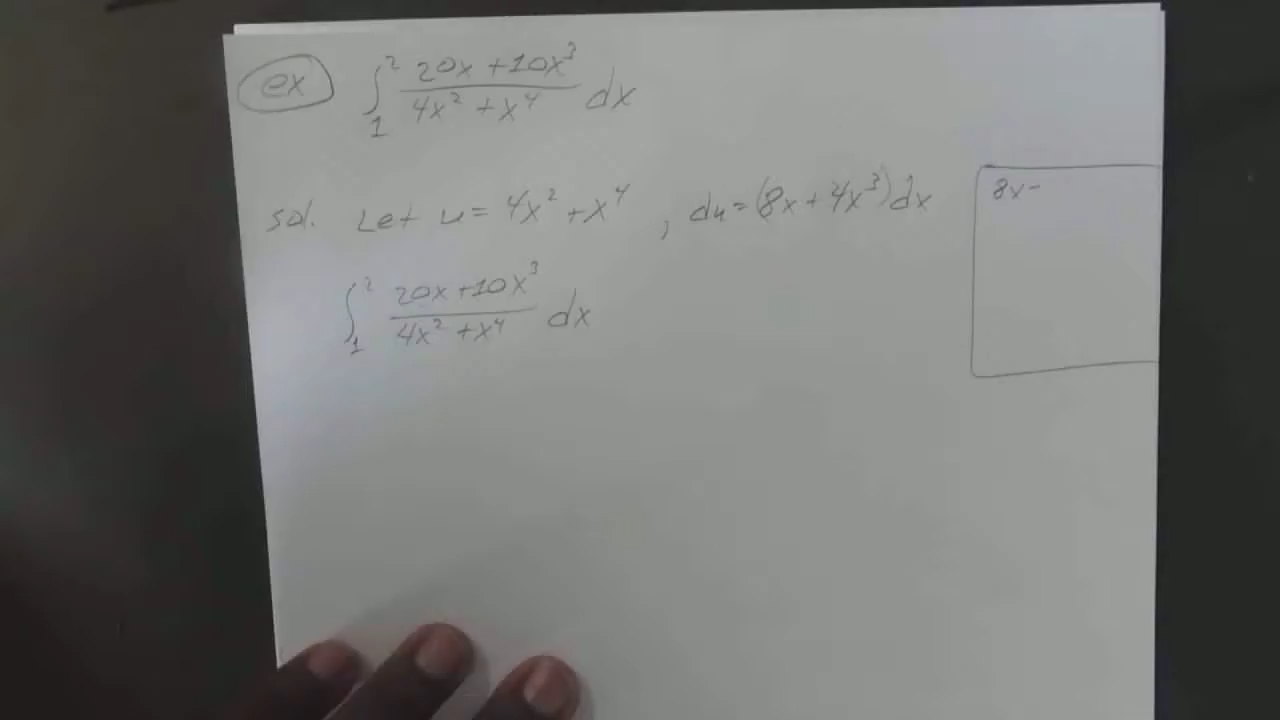 ex ∫₁² (20x + 10x³)/(4x² + x⁴) dx
sol. Let u = 4x² + x⁴ , du = (8x + 4x³) dx
8x -
∫₁² (20x + 10x³)/(4x² + x⁴) dx